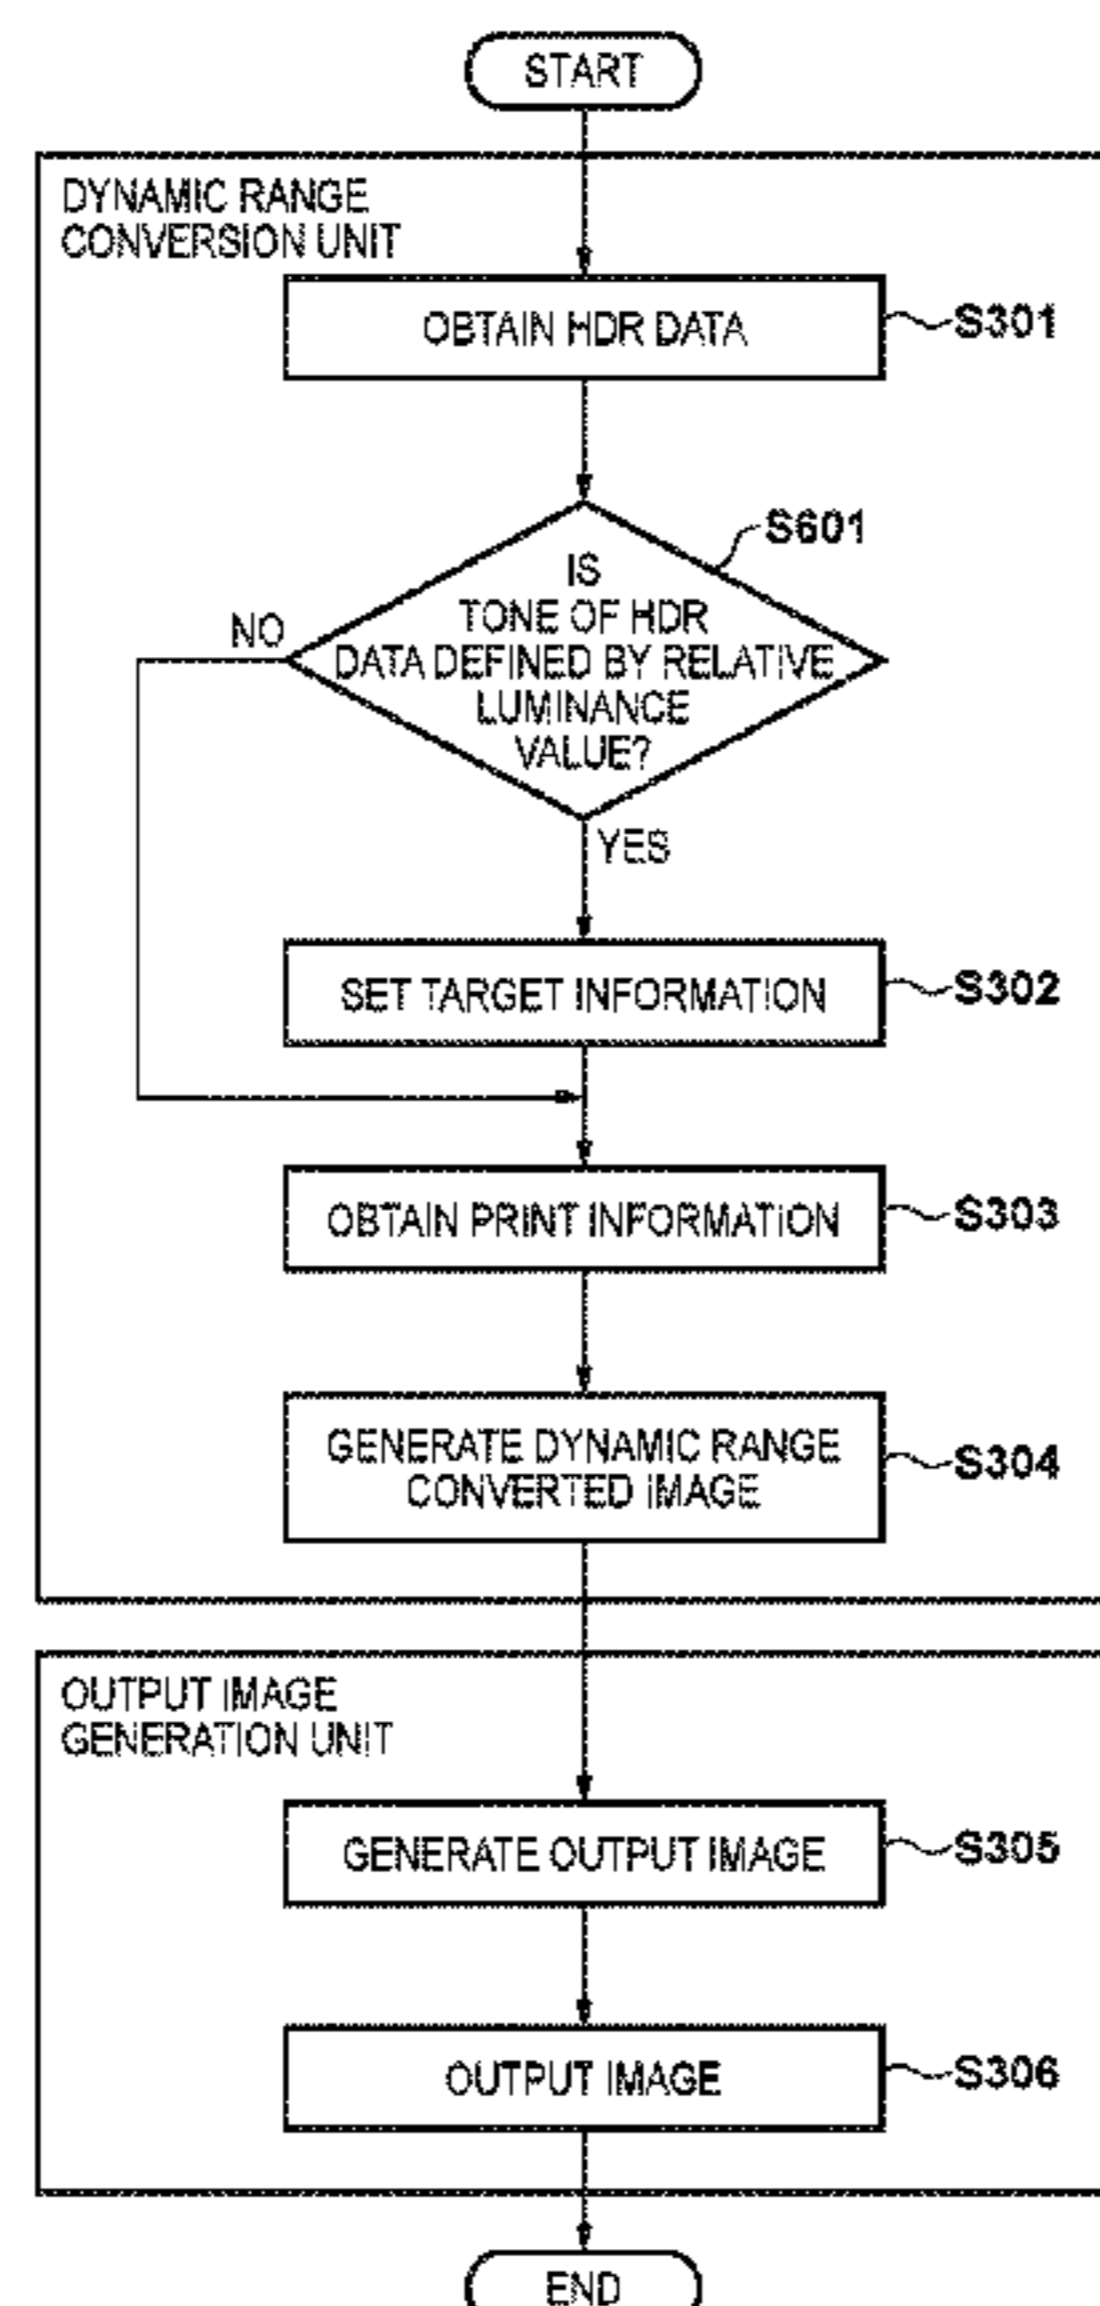 START
DYNAMIC RANGE
CONVERSION UNIT
OBTAIN HDR DATA
S301
S601
IS
TONE OF HDR
DATA DEFINED BY RELATIVE
LUMINANCE
VALUE?
NO
YES
SET TARGET INFORMATION
S302
OBTAIN PRINT INFORMATION
S303
GENERATE DYNAMIC RANGE
CONVERTED IMAGE
S304
OUTPUT IMAGE
GENERATION UNIT
GENERATE OUTPUT IMAGE
S305
OUTPUT IMAGE
S306
END